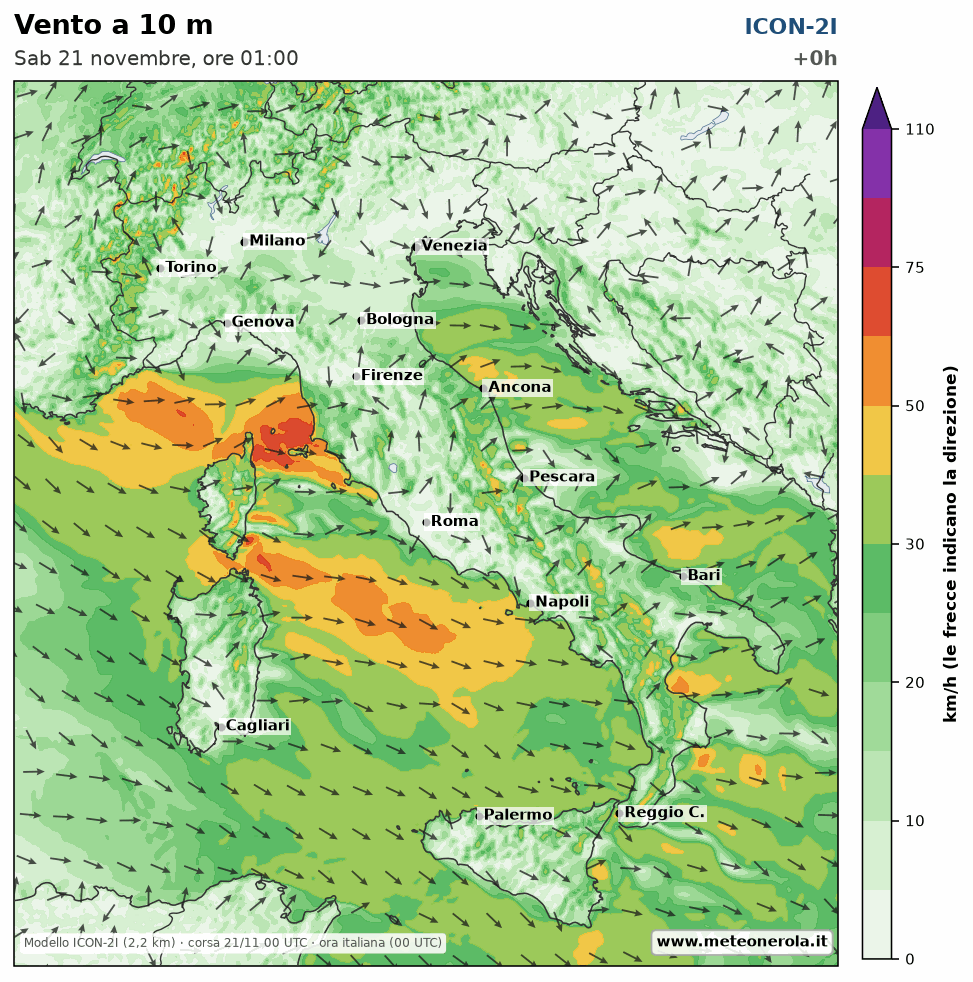 Vento a 10 m
ICON-2I
Sab 21 novembre, ore 01:00
+0h
110
75
50
30
20
10
0
km/h (le frecce indicano la direzione)
Milano
Venezia
Torino
Genova
Bologna
Firenze
Ancona
Pescara
Roma
Bari
Napoli
Cagliari
Palermo
Reggio C.
Modello ICON-2I (2,2 km) · corsa 21/11 00 UTC · ora italiana (00 UTC)
www.meteonerola.it